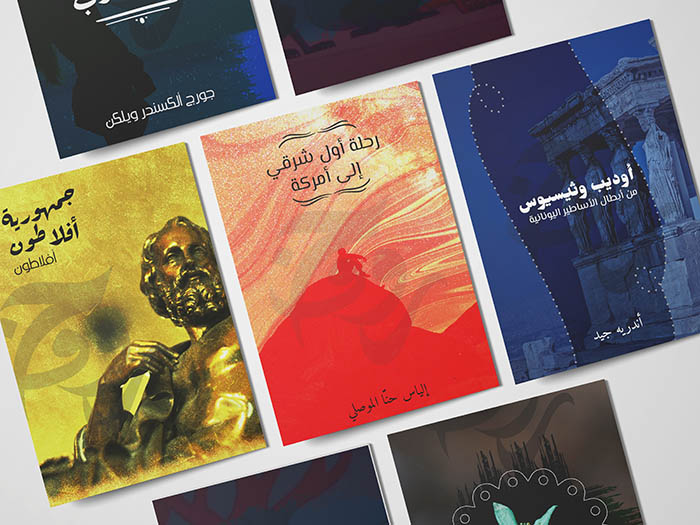 جورج ألكسندر ويلكن
جمهورية
أفلاطون
أفلاطون
رحلة أول شرقي
إلى أمركة
إلياس حنّا الموصلي
أوديب وثيسيوس
من أبطال الأساطير اليونانية
أندريه جيد